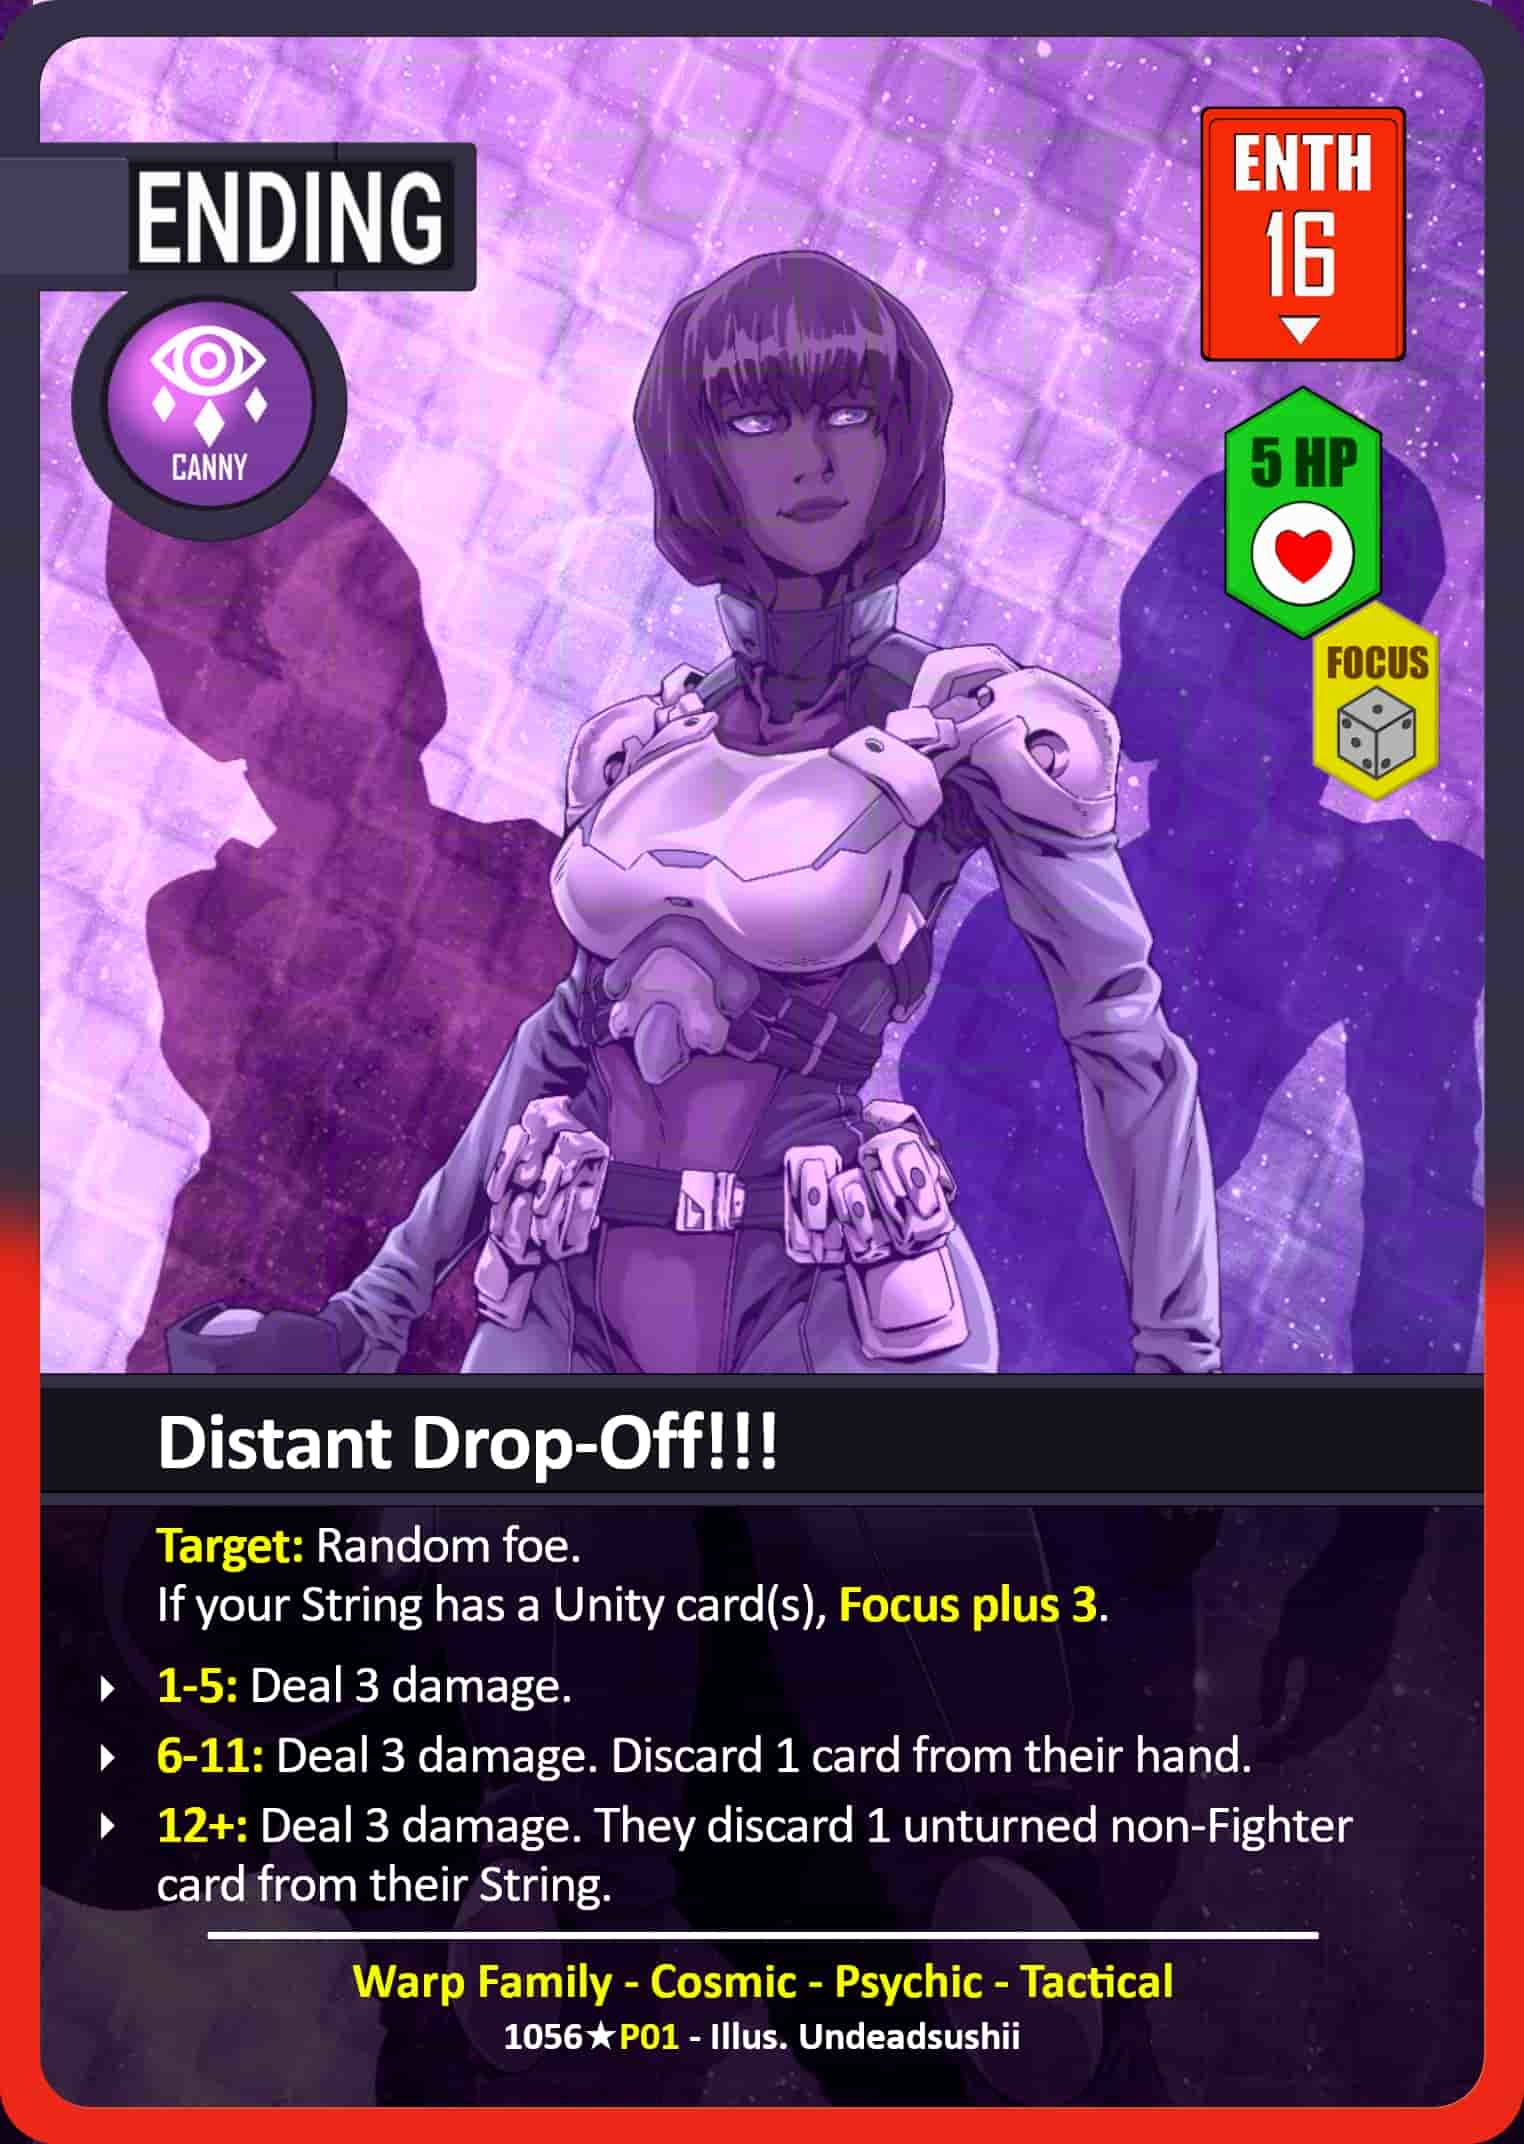 ENDING
ENTH
16
CANNY
5 HP
FOCUS
Distant Drop-Off!!!
Target: Random foe.
If your String has a Unity card(s), Focus plus 3.
1-5: Deal 3 damage.
6-11: Deal 3 damage. Discard 1 card from their hand.
12+: Deal 3 damage. They discard 1 unturned non-Fighter
card from their String.
Warp Family - Cosmic - Psychic - Tactical
1056★P01 - Illus. Undeadsushii